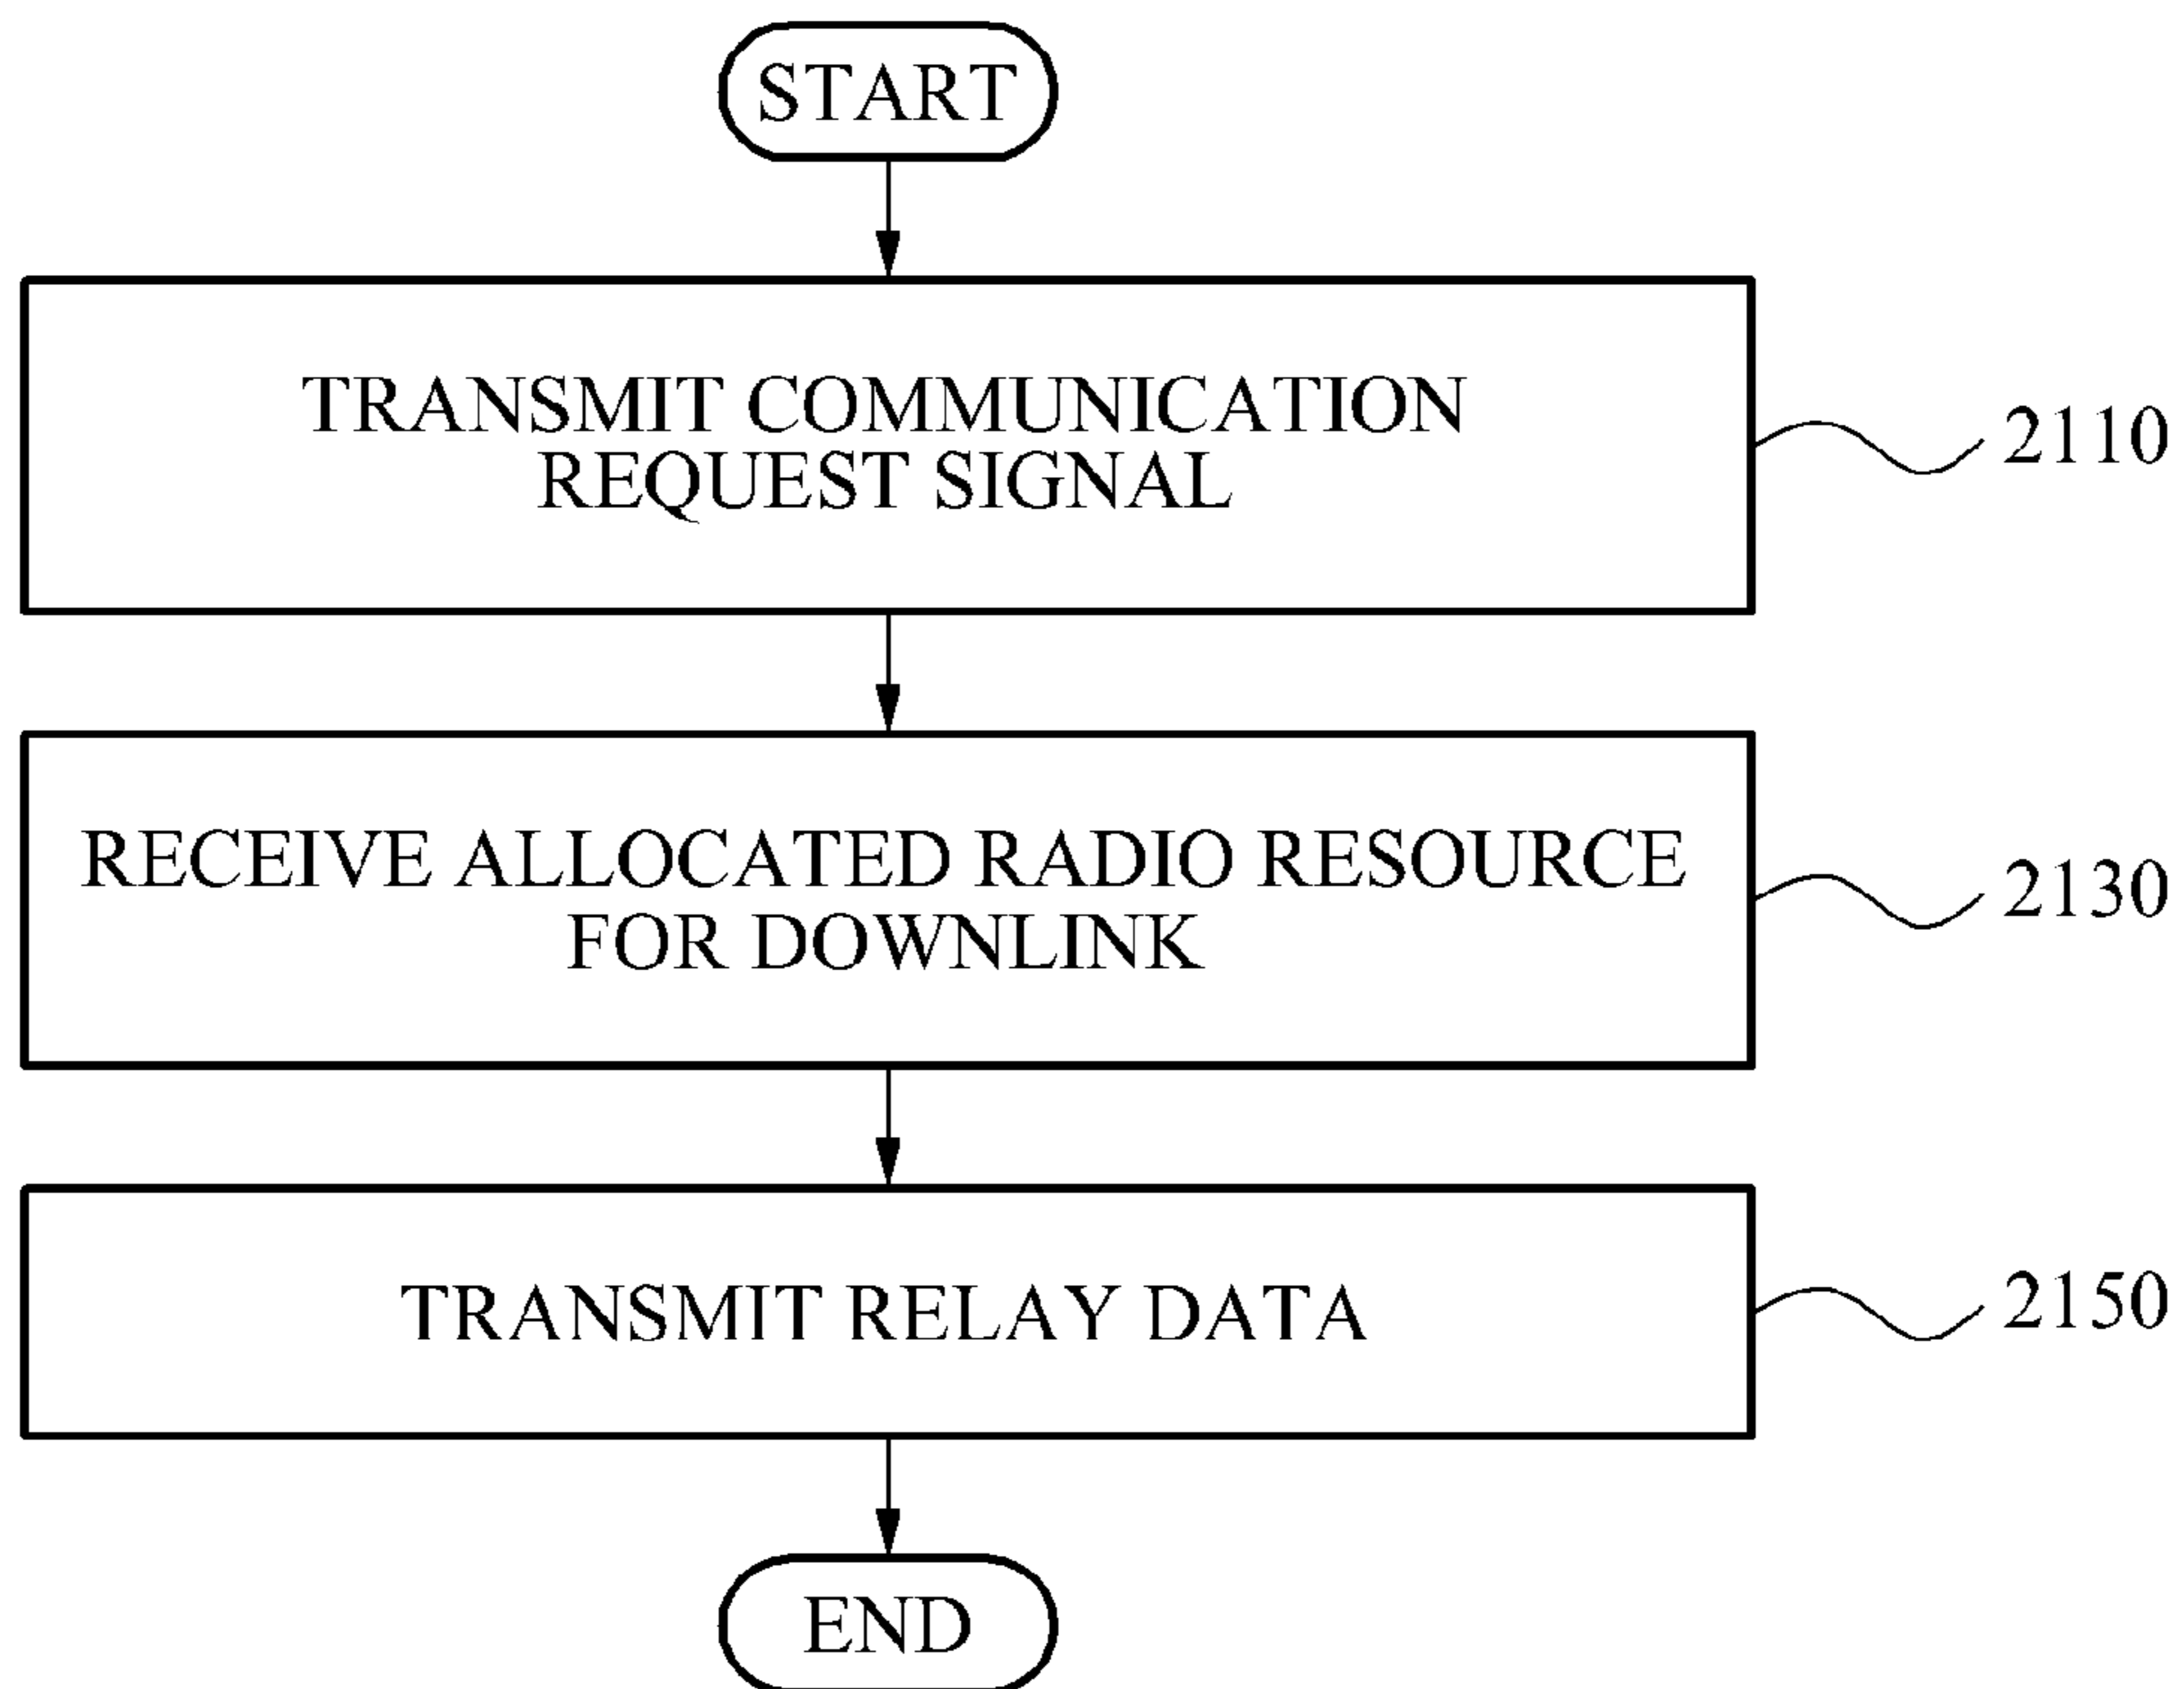 START
TRANSMIT COMMUNICATION
REQUEST SIGNAL
2110
RECEIVE ALLOCATED RADIO RESOURCE
FOR DOWNLINK
2130
TRANSMIT RELAY DATA
2150
END